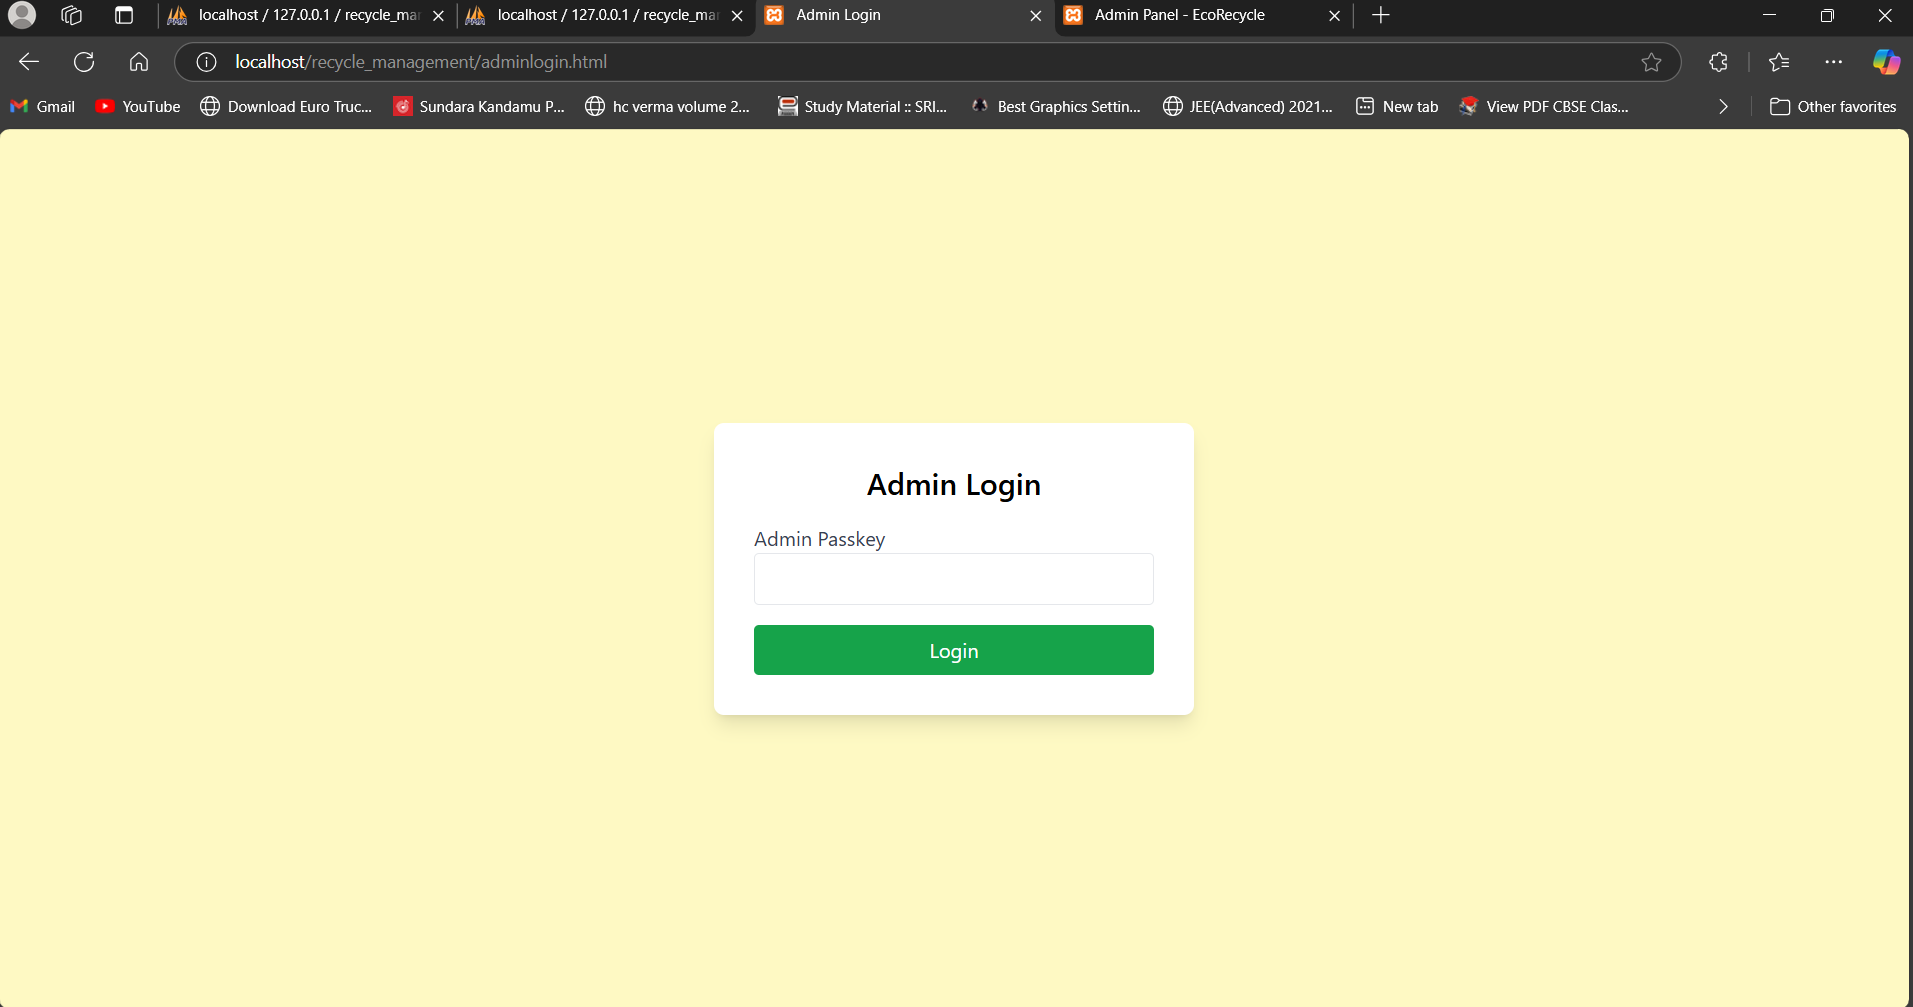 localhost / 127.0.0.1 / recycle_ma
localhost / 127.0.0.1 / recycle_ma
Admin Login
Admin Panel - EcoRecycle
localhost/recycle_management/adminlogin.html
Gmail
YouTube
Download Euro Truc...
Sundara Kandamu P...
hc verma volume 2...
Study Material :: SRI...
Best Graphics Settin...
JEE(Advanced) 2021...
New tab
View PDF CBSE Clas...
Other favorites
Admin Login
Admin Passkey
Login